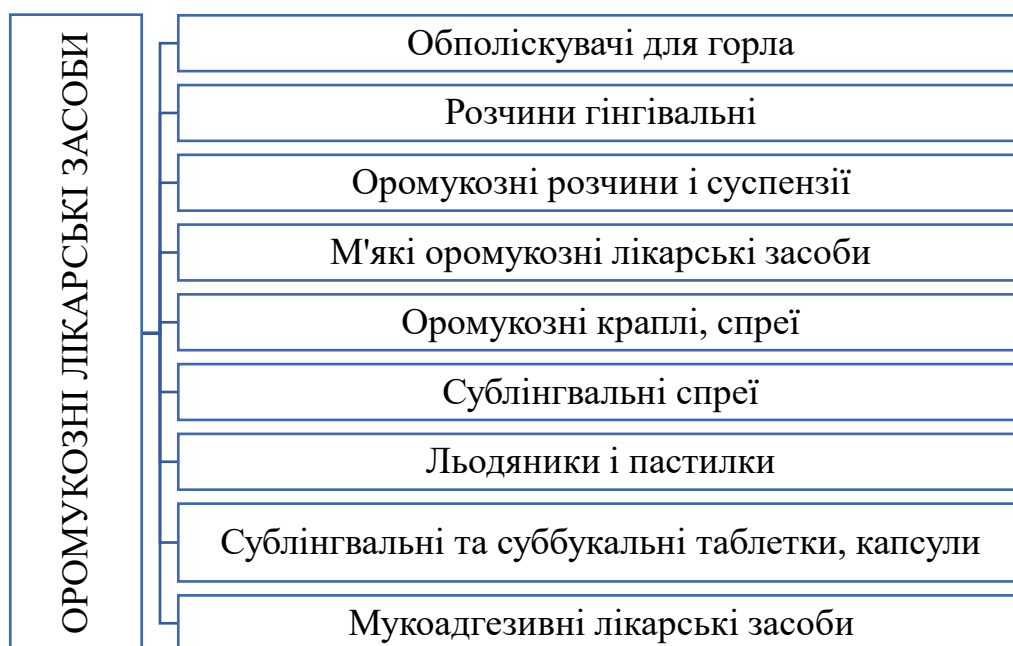 ОРОМУКОЗНІ ЛІКАРСЬКІ ЗАСОБИ
Обполіскувачі для горла
Розчини гінгівальні
Оромукозні розчини і суспензії
М'які оромукозні лікарські засоби
Оромукозні краплі, спреї
Сублінгвальні спреї
Льодяники і пастилки
Сублінгвальні та суббукальні таблетки, капсули
Мукоадгезивні лікарські засоби